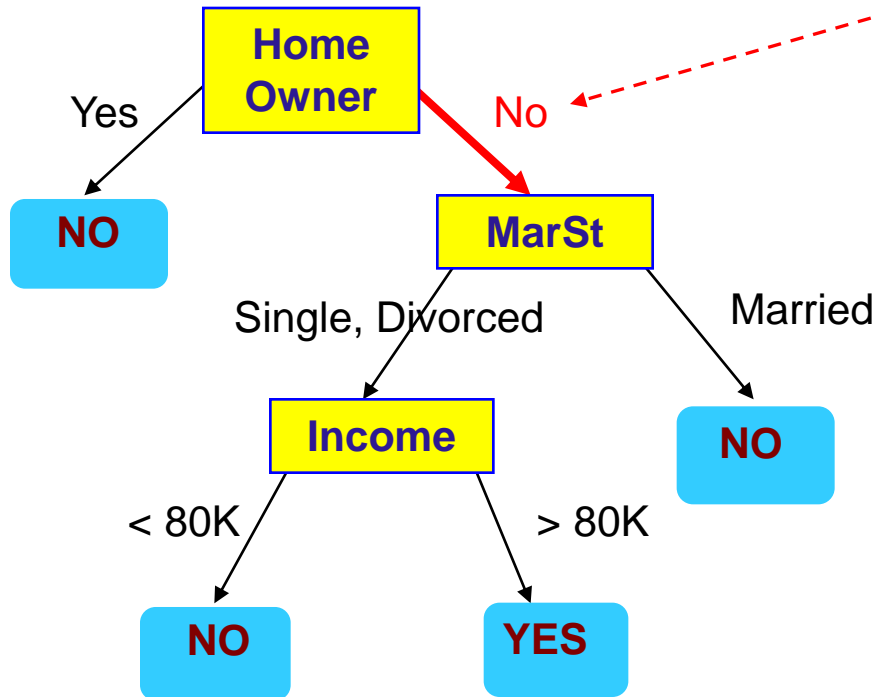 Home
Owner
Yes
No
NO
MarSt
Single, Divorced
Married
Income
NO
< 80K
> 80K
NO
YES